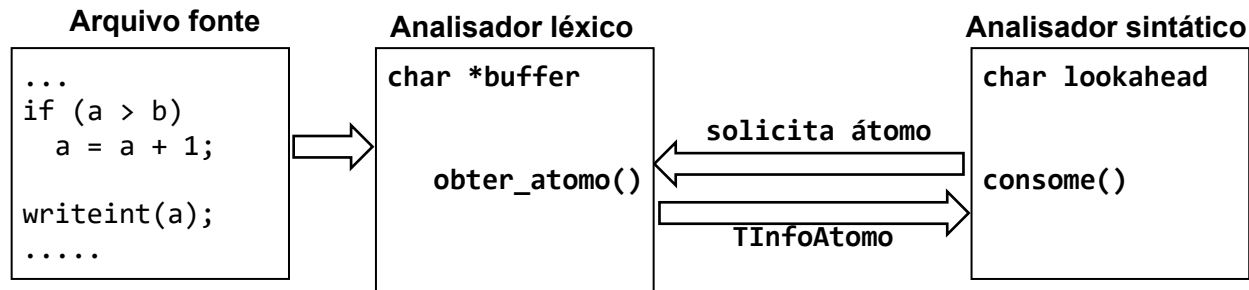 Arquivo fonte
...
if (a > b)
  a = a + 1;
writeint(a);
.....
Analisador léxico
char *buffer
obter_atomo()
solicita átomo
TInfoAtomo
Analisador sintático
char lookahead
consome()